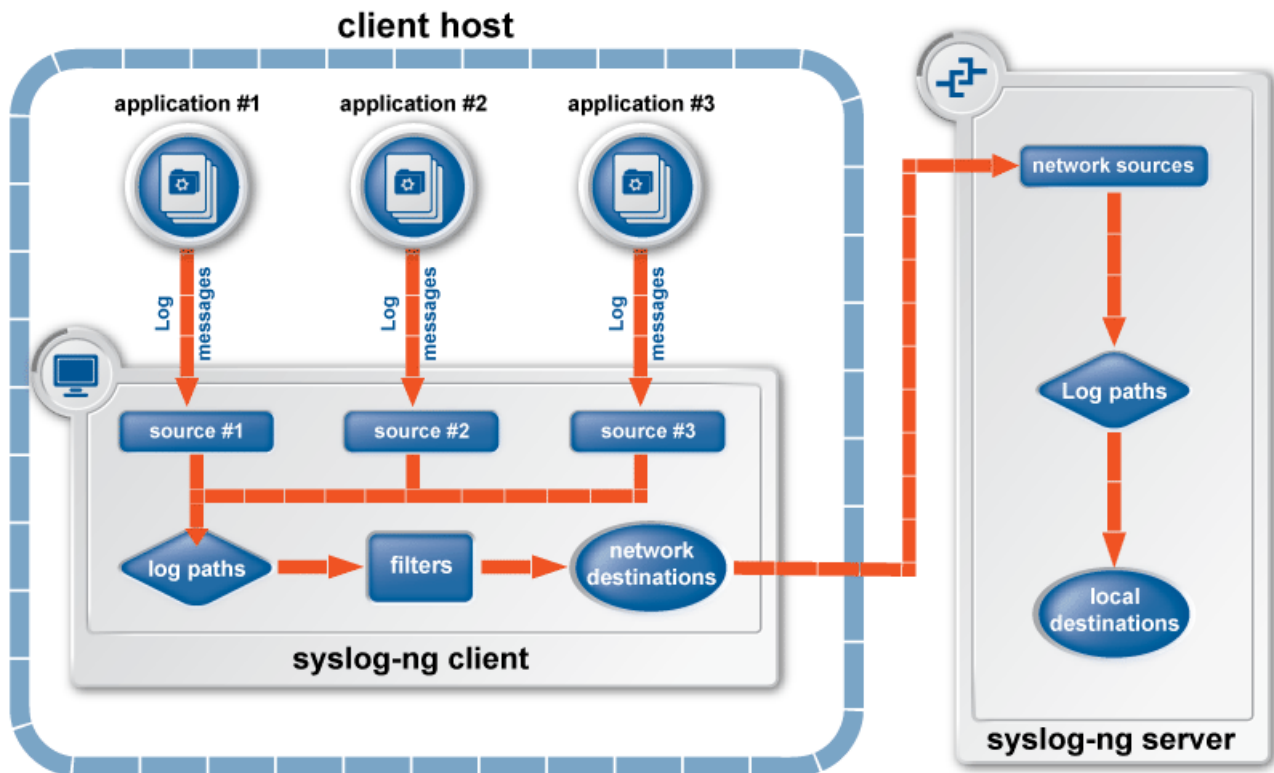 client host
application #1
application #2
application #3
Log
messages
Log
messages
Log
messages
source #1
source #2
source #3
log paths
filters
network
destinations
syslog-ng client
network sources
Log paths
local
destinations
syslog-ng server